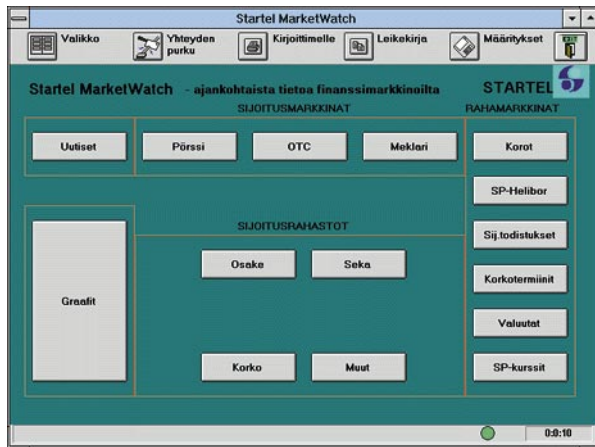 Startel MarketWatch
Valikko
Yhteyden
purku
Kirjoittimelle
Leikekirja
Määritykset
EXIT
Startel MarketWatch - ajankohtaista tietoa finanssimarkkinoilta
STARTEL
SIJOITUSMARKKINAT
RAHAMARKKINAT
Uutiset
Pörssi
OTC
Meklari
Korot
SP-Helibor
SIJOITUSRAHASTOT
Sij.todistukset
Osake
Seka
Korkotermiinit
Graafit
Valuutat
Korko
Muut
SP-kurssit
0:0:10